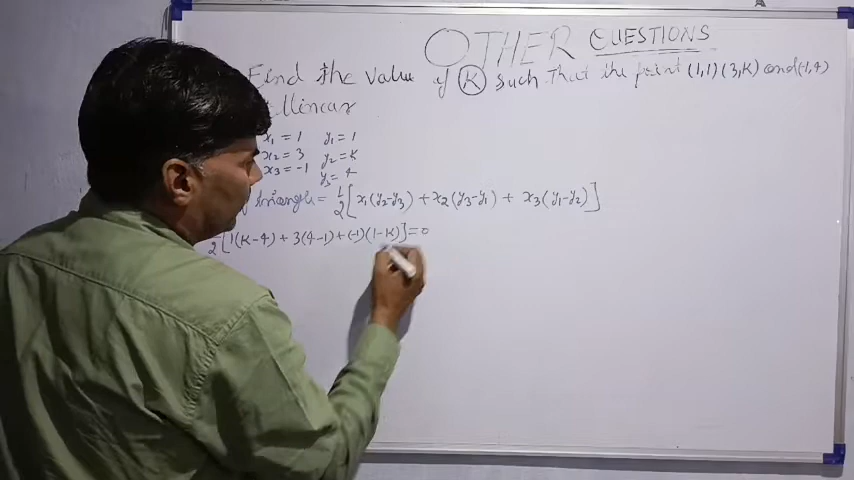 OTHER QUESTIONS
Find the value of K such that the point (1,1) (3,K) and (-1,4)
llinear
x₁ = 1 y₁ = 1
x₂ = 3 y₂ = K
x₃ = -1 y₃ = 4
triangle = 1/2 [x₁(y₂-y₃) + x₂(y₃-y₁) + x₃(y₁-y₂)]
2 [1(K-4) + 3(4-1) + (-1)(1-K)] = 0